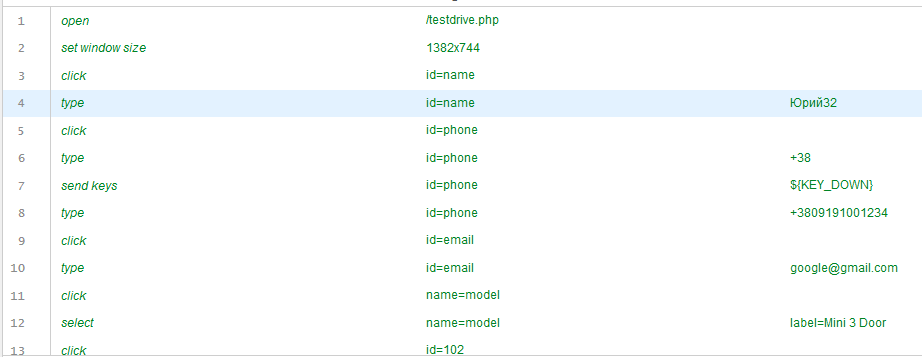 1 open /testdrive.php
2 set window size 1382x744
3 click id=name
4 type id=name Юрий32
5 click id=phone
6 type id=phone +38
7 send keys id=phone ${KEY_DOWN}
8 type id=phone +3809191001234
9 click id=email
10 type id=email google@gmail.com
11 click name=model
12 select name=model label=Mini 3 Door
13 click id=102